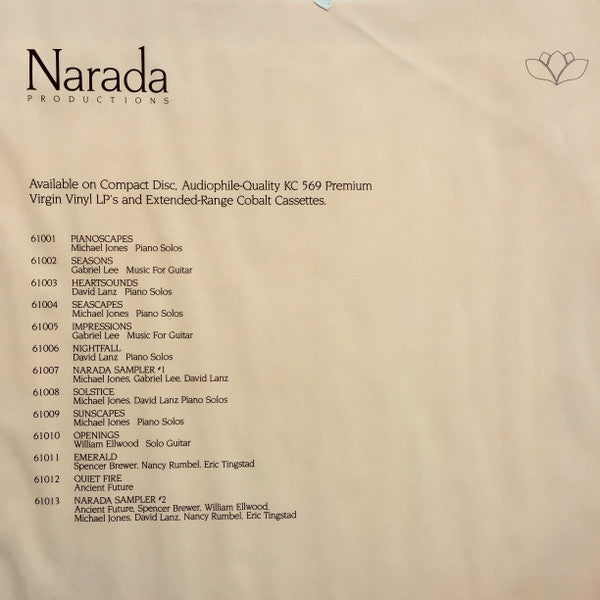 Narada
PRODUCTIONS
Available on Compact Disc, Audiophile-Quality KC 569 Premium
Virgin Vinyl LP's and Extended-Range Cobalt Cassettes.
61001 PIANOSCAPES
Michael Jones Piano Solos
61002 SEASONS
Gabriel Lee Music For Guitar
61003 HEARTSOUNDS
David Lanz Piano Solos
61004 SEASCAPES
Michael Jones Piano Solos
61005 IMPRESSIONS
Gabriel Lee Music For Guitar
61006 NIGHTFALL
David Lanz Piano Solos
61007 NARADA SAMPLER #1
Michael Jones, Gabriel Lee, David Lanz
61008 SOLSTICE
Michael Jones, David Lanz Piano Solos
61009 SUNSCAPES
Michael Jones Piano Solos
61010 OPENINGS
William Ellwood Solo Guitar
61011 EMERALD
Spencer Brewer, Nancy Rumbel, Eric Tingstad
61012 QUIET FIRE
Ancient Future
61013 NARADA SAMPLER #2
Ancient Future, Spencer Brewer, William Ellwood,
Michael Jones, David Lanz, Nancy Rumbel, Eric Tingstad